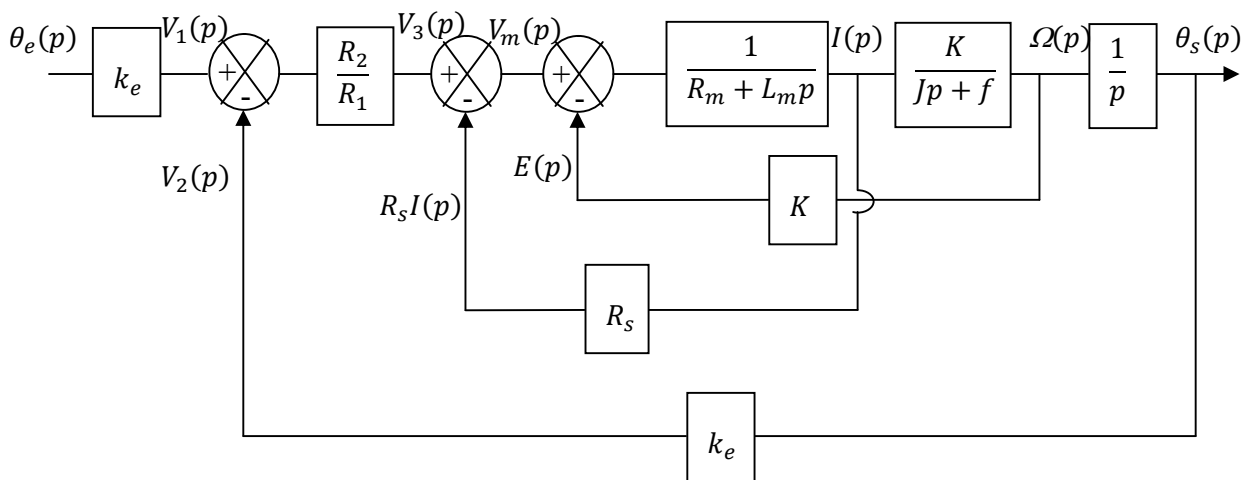 θₑ(p)
kₑ
V₁(p)
+
-
R₂
R₁
V₃(p)
+
-
Vₘ(p)
+
-
1
Rₘ + Lₘp
I(p)
K
Jp + f
Ω(p)
1
p
θₛ(p)
V₂(p)
E(p)
K
RₛI(p)
Rₛ
kₑ